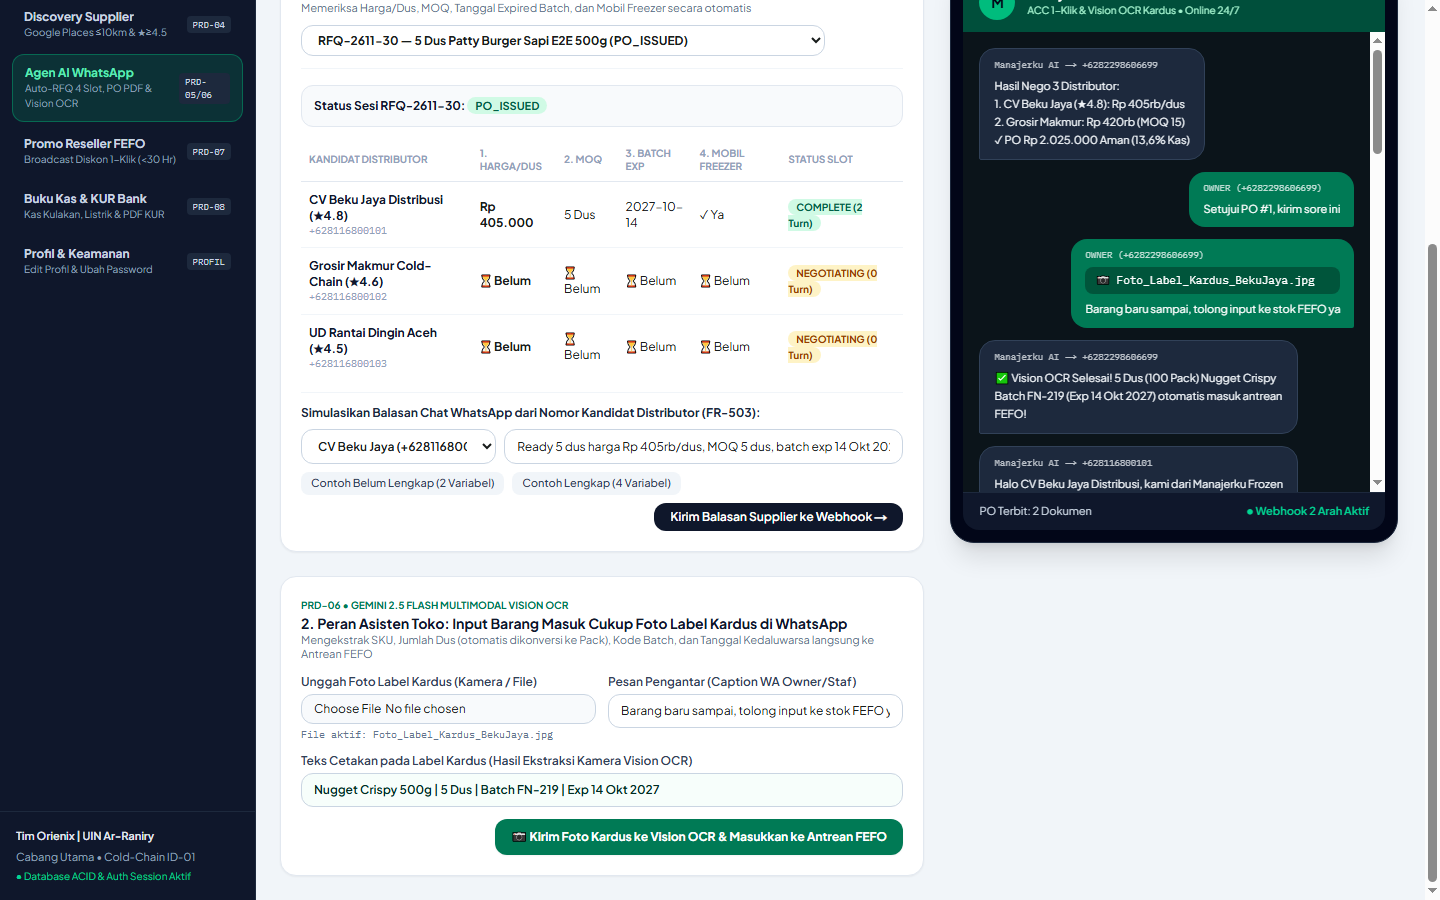 Discovery Supplier
Google Places ≤10km & ★≥4.5
PRD-04
Agen AI WhatsApp
Auto-RFQ 4 Slot, PO PDF &
Vision OCR
PRD-
05/06
Promo Reseller FEFO
Broadcast Diskon 1-Klik (<30 Hr)
PRD-07
Buku Kas & KUR Bank
Kas Kulakan, Listrik & PDF KUR
PRD-08
Profil & Keamanan
Edit Profil & Ubah Password
PROFIL
Tim Orienix | UIN Ar-Raniry
Cabang Utama • Cold-Chain ID-01
● Database ACID & Auth Session Aktif
Memeriksa Harga/Dus, MOQ, Tanggal Expired Batch, dan Mobil Freezer secara otomatis
RFQ-2611-30 — 5 Dus Patty Burger Sapi E2E 500g (PO_ISSUED)
Status Sesi RFQ-2611-30: PO_ISSUED
KANDIDAT DISTRIBUTOR
1. HARGA/DUS
2. MOQ
3. BATCH EXP
4. MOBIL FREEZER
STATUS SLOT
CV Beku Jaya Distribusi
(★4.8)
+628116800101
Rp
405.000
5 Dus
2027-10-
14
✓ Ya
COMPLETE (2
Turn)
Grosir Makmur Cold-
Chain (★4.6)
+628116800102
⏳ Belum
⏳
Belum
⏳ Belum
⏳ Belum
NEGOTIATING (0
Turn)
UD Rantai Dingin Aceh
(★4.5)
+628116800103
⏳ Belum
⏳
Belum
⏳ Belum
⏳ Belum
NEGOTIATING (0
Turn)
Simulasikan Balasan Chat WhatsApp dari Nomor Kandidat Distributor (FR-503):
CV Beku Jaya (+62811680(
Ready 5 dus harga Rp 405rb/dus, MOQ 5 dus, batch exp 14 Okt 202
Contoh Belum Lengkap (2 Variabel)
Contoh Lengkap (4 Variabel)
Kirim Balasan Supplier ke Webhook →
PRD-06 • GEMINI 2.5 FLASH MULTIMODAL VISION OCR
2. Peran Asisten Toko: Input Barang Masuk Cukup Foto Label Kardus di WhatsApp
Mengekstrak SKU, Jumlah Dus (otomatis dikonversi ke Pack), Kode Batch, dan Tanggal Kedaluwarsa langsung ke
Antrean FEFO
Unggah Foto Label Kardus (Kamera / File)
Choose File No file chosen
File aktif: Foto_Label_Kardus_BekuJaya.jpg
Pesan Pengantar (Caption WA Owner/Staf)
Barang baru sampai, tolong input ke stok FEFO y
Teks Cetakan pada Label Kardus (Hasil Ekstraksi Kamera Vision OCR)
Nugget Crispy 500g | 5 Dus | Batch FN-219 | Exp 14 Okt 2027
📷 Kirim Foto Kardus ke Vision OCR & Masukkan ke Antrean FEFO
M
ACC 1-Klik & Vision OCR Kardus • Online 24/7
Manajerku AI ⟶ +6282298606699
Hasil Nego 3 Distributor:
1. CV Beku Jaya (★4.8): Rp 405rb/dus
2. Grosir Makmur: Rp 420rb (MOQ 15)
✓ PO Rp 2.025.000 Aman (13,6% Kas)
OWNER (+6282298606699)
Setujui PO #1, kirim sore ini
OWNER (+6282298606699)
📷 Foto_Label_Kardus_BekuJaya.jpg
Barang baru sampai, tolong input ke stok FEFO ya
Manajerku AI ⟶ +6282298606699
✅ Vision OCR Selesai! 5 Dus (100 Pack) Nugget Crispy
Batch FN-219 (Exp 14 Okt 2027) otomatis masuk antrean
FEFO!
Manajerku AI ⟶ +628116800101
Halo CV Beku Jaya Distribusi, kami dari Manajerku Frozen
PO Terbit: 2 Dokumen
● Webhook 2 Arah Aktif